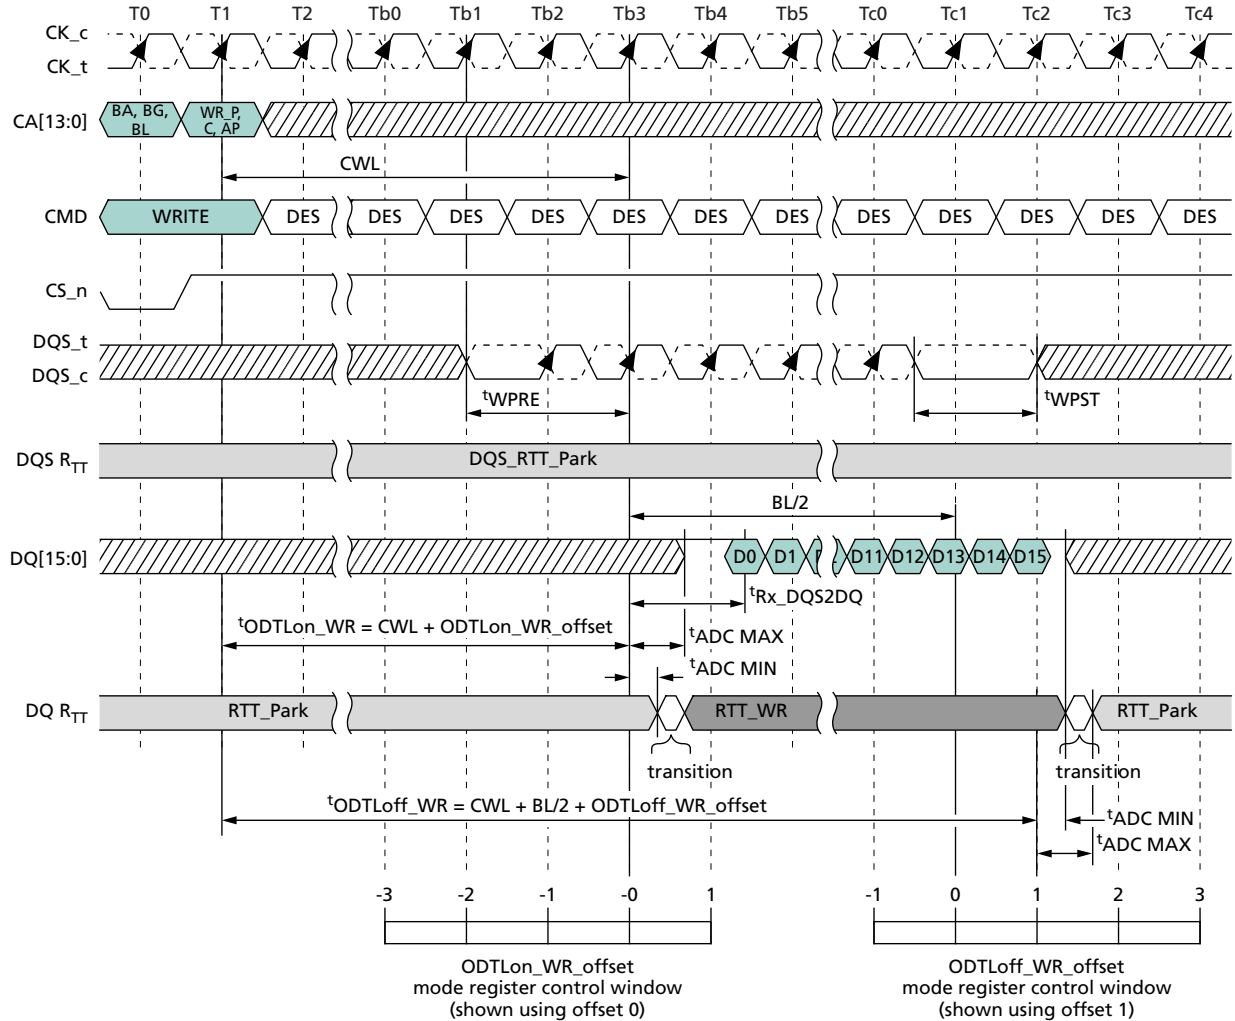 T0 T1 T2 Tb0 Tb1 Tb2 Tb3 Tb4 Tb5 Tc0 Tc1 Tc2 Tc3 Tc4
CK_c
CK_t
CA[13:0]
BA, BG,
BL
WR_P,
C, AP
CWL
CMD WRITE DES DES DES DES DES DES DES DES DES DES DES DES
CS_n
DQS_t
DQS_c
tWPRE tWPST
DQS RTT DQS_RTT_Park
BL/2
DQ[15:0] D0 D1 D11 D12 D13 D14 D15
tRx_DQS2DQ
tODTLon_WR = CWL + ODTLon_WR_offset
tADC MAX
tADC MIN
DQ RTT RTT_Park RTT_WR RTT_Park
transition transition
tODTLoff_WR = CWL + BL/2 + ODTLoff_WR_offset
tADC MIN
tADC MAX
-3 -2 -1 -0 1 -1 0 1 2 3
ODTLon_WR_offset
mode register control window
(shown using offset 0)
ODTLoff_WR_offset
mode register control window
(shown using offset 1)